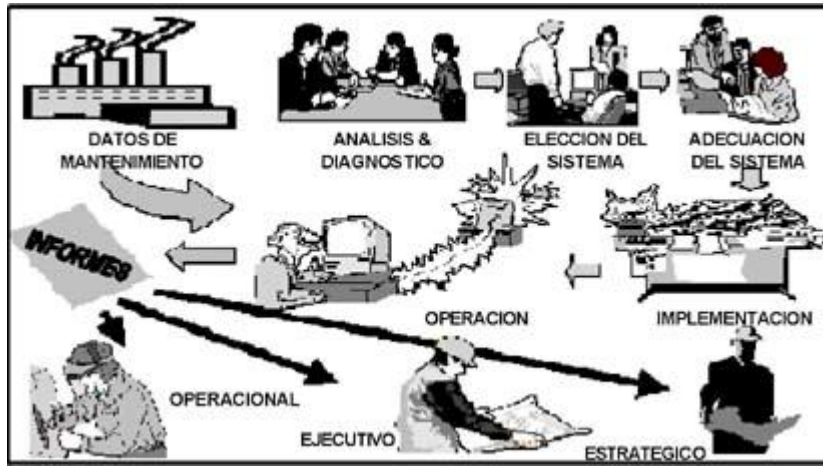 DATOS DE
MANTENIMIENTO
ANALISIS &
DIAGNOSTICO
ELECCION DEL
SISTEMA
ADECUACION
DEL SISTEMA
INFORMES
OPERACION
IMPLEMENTACION
OPERACIONAL
EJECUTIVO
ESTRATEGICO